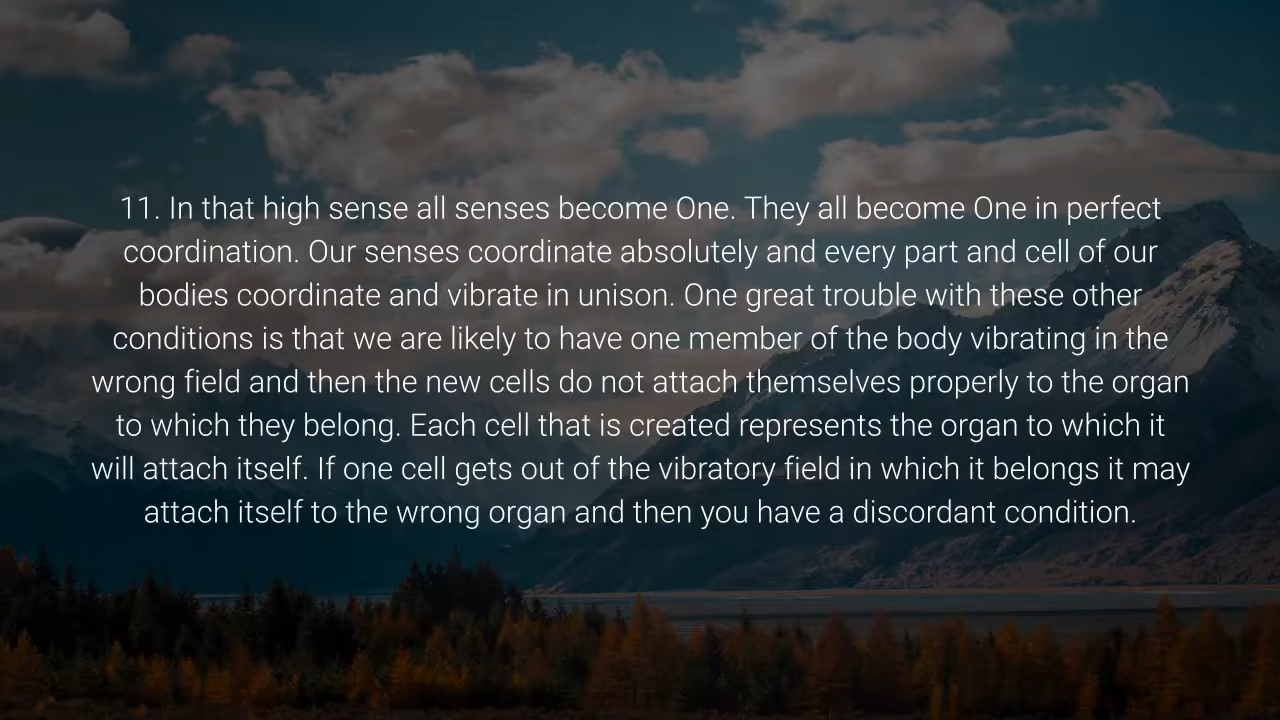 11. In that high sense all senses become One. They all become One in perfect
coordination. Our senses coordinate absolutely and every part and cell of our
bodies coordinate and vibrate in unison. One great trouble with these other
conditions is that we are likely to have one member of the body vibrating in the
wrong field and then the new cells do not attach themselves properly to the organ
to which they belong. Each cell that is created represents the organ to which it
will attach itself. If one cell gets out of the vibratory field in which it belongs it may
attach itself to the wrong organ and then you have a discordant condition.